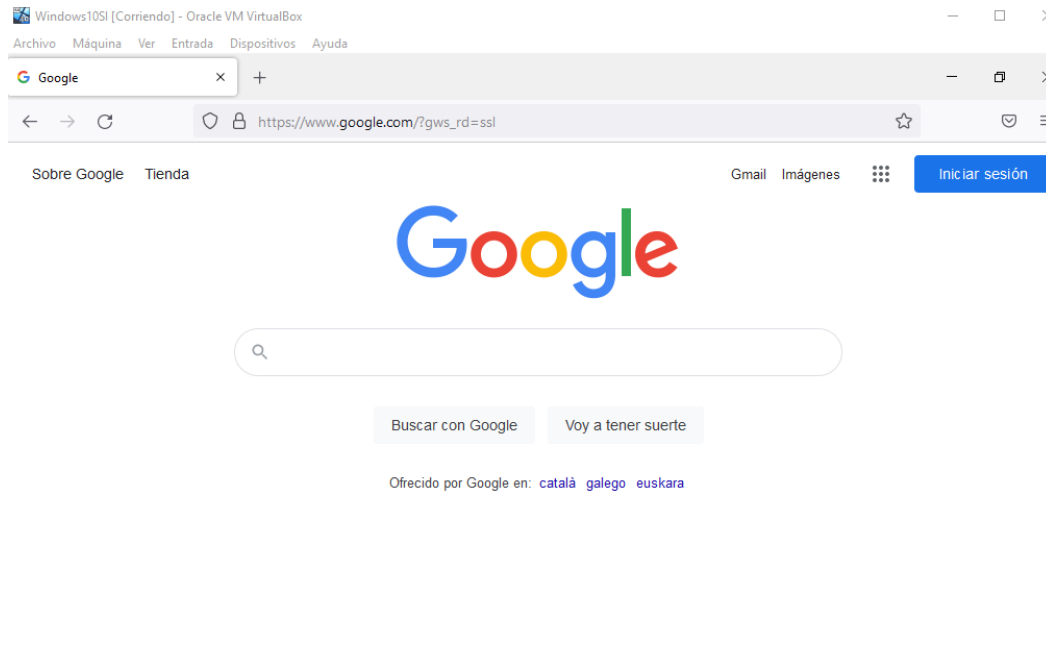 Windows10SI [Corriendo] - Oracle VM VirtualBox
Archivo Máquina Ver Entrada Dispositivos Ayuda
Google
https://www.google.com/?gws_rd=ssl
Sobre Google Tienda Gmail Imágenes Iniciar sesión
Google
Buscar con Google Voy a tener suerte
Ofrecido por Google en: català galego euskara